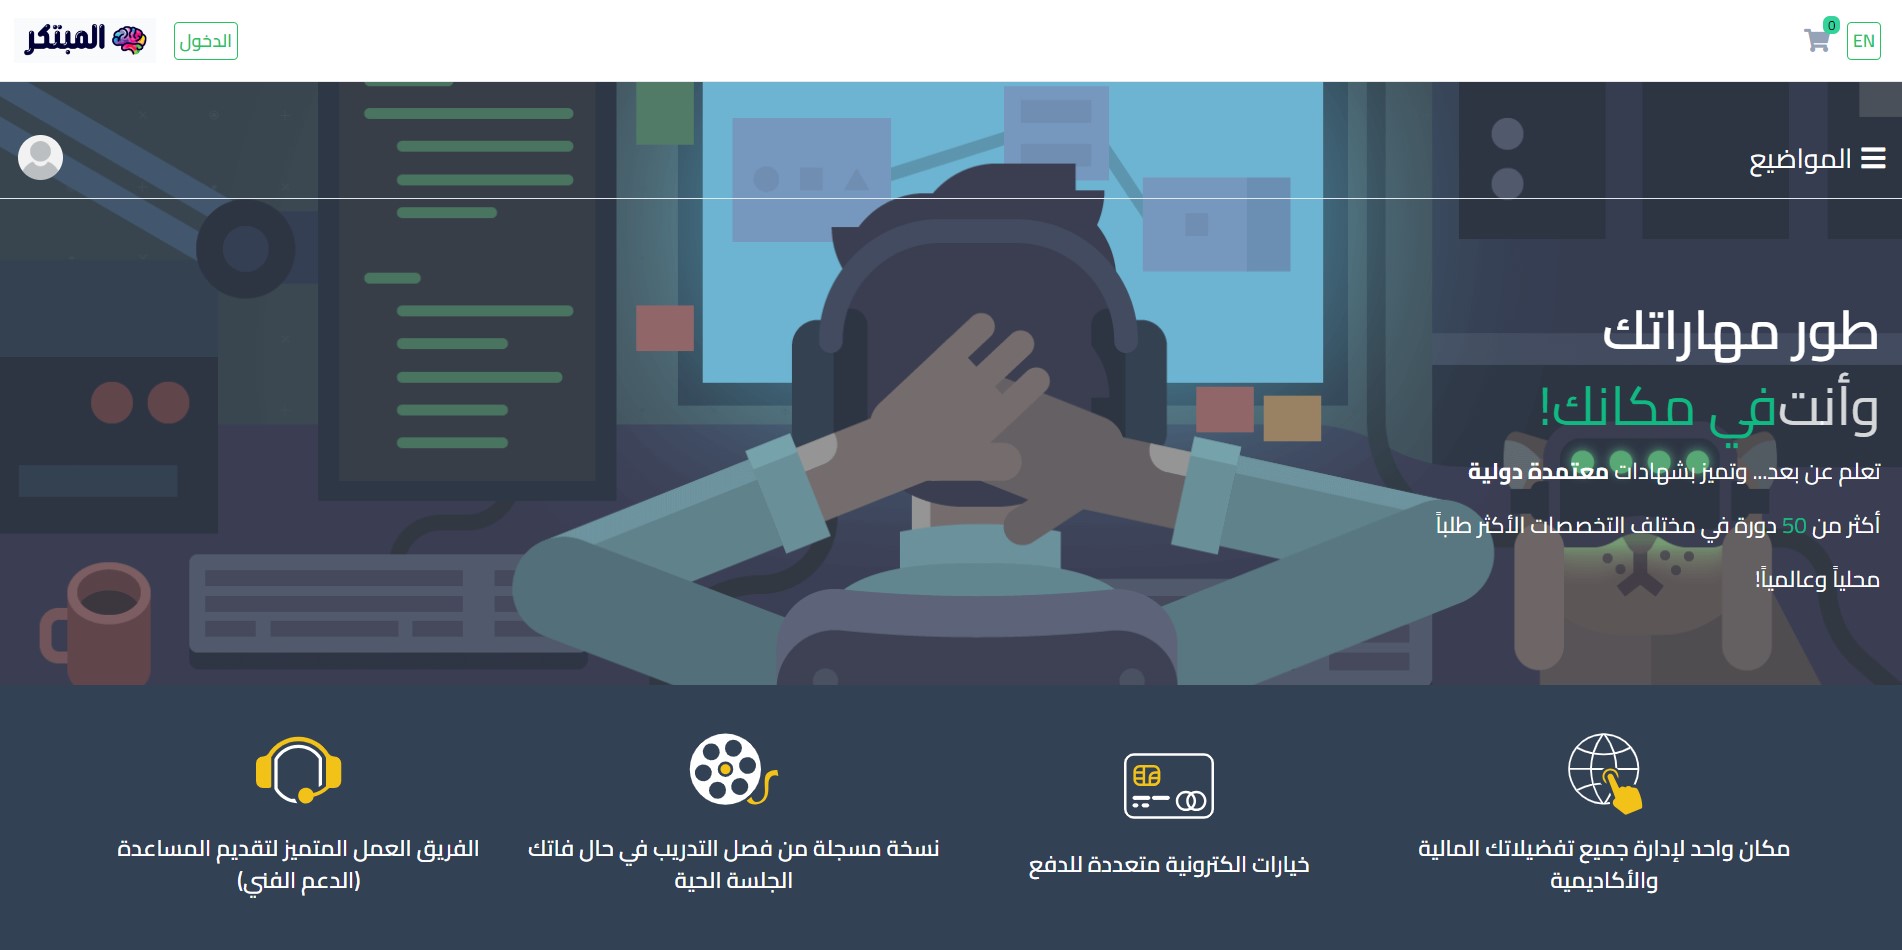 EN
0
الدخول
المبتكر
المواضيع
طور مهاراتك
وأنتفي مكانك!
تعلم عن بعد... وتميز بشهادات معتمدة دولية
أكثر من 50 دورة في مختلف التخصصات الأكثر طلباً
محلياً وعالمياً!
مكان واحد لإدارة جميع تفضيلاتك المالية
والأكاديمية
خيارات الكترونية متعددة للدفع
نسخة مسجلة من فصل التدريب في حال فاتك
الجلسة الحية
الفريق العمل المتميز لتقديم المساعدة
(الدعم الفني)